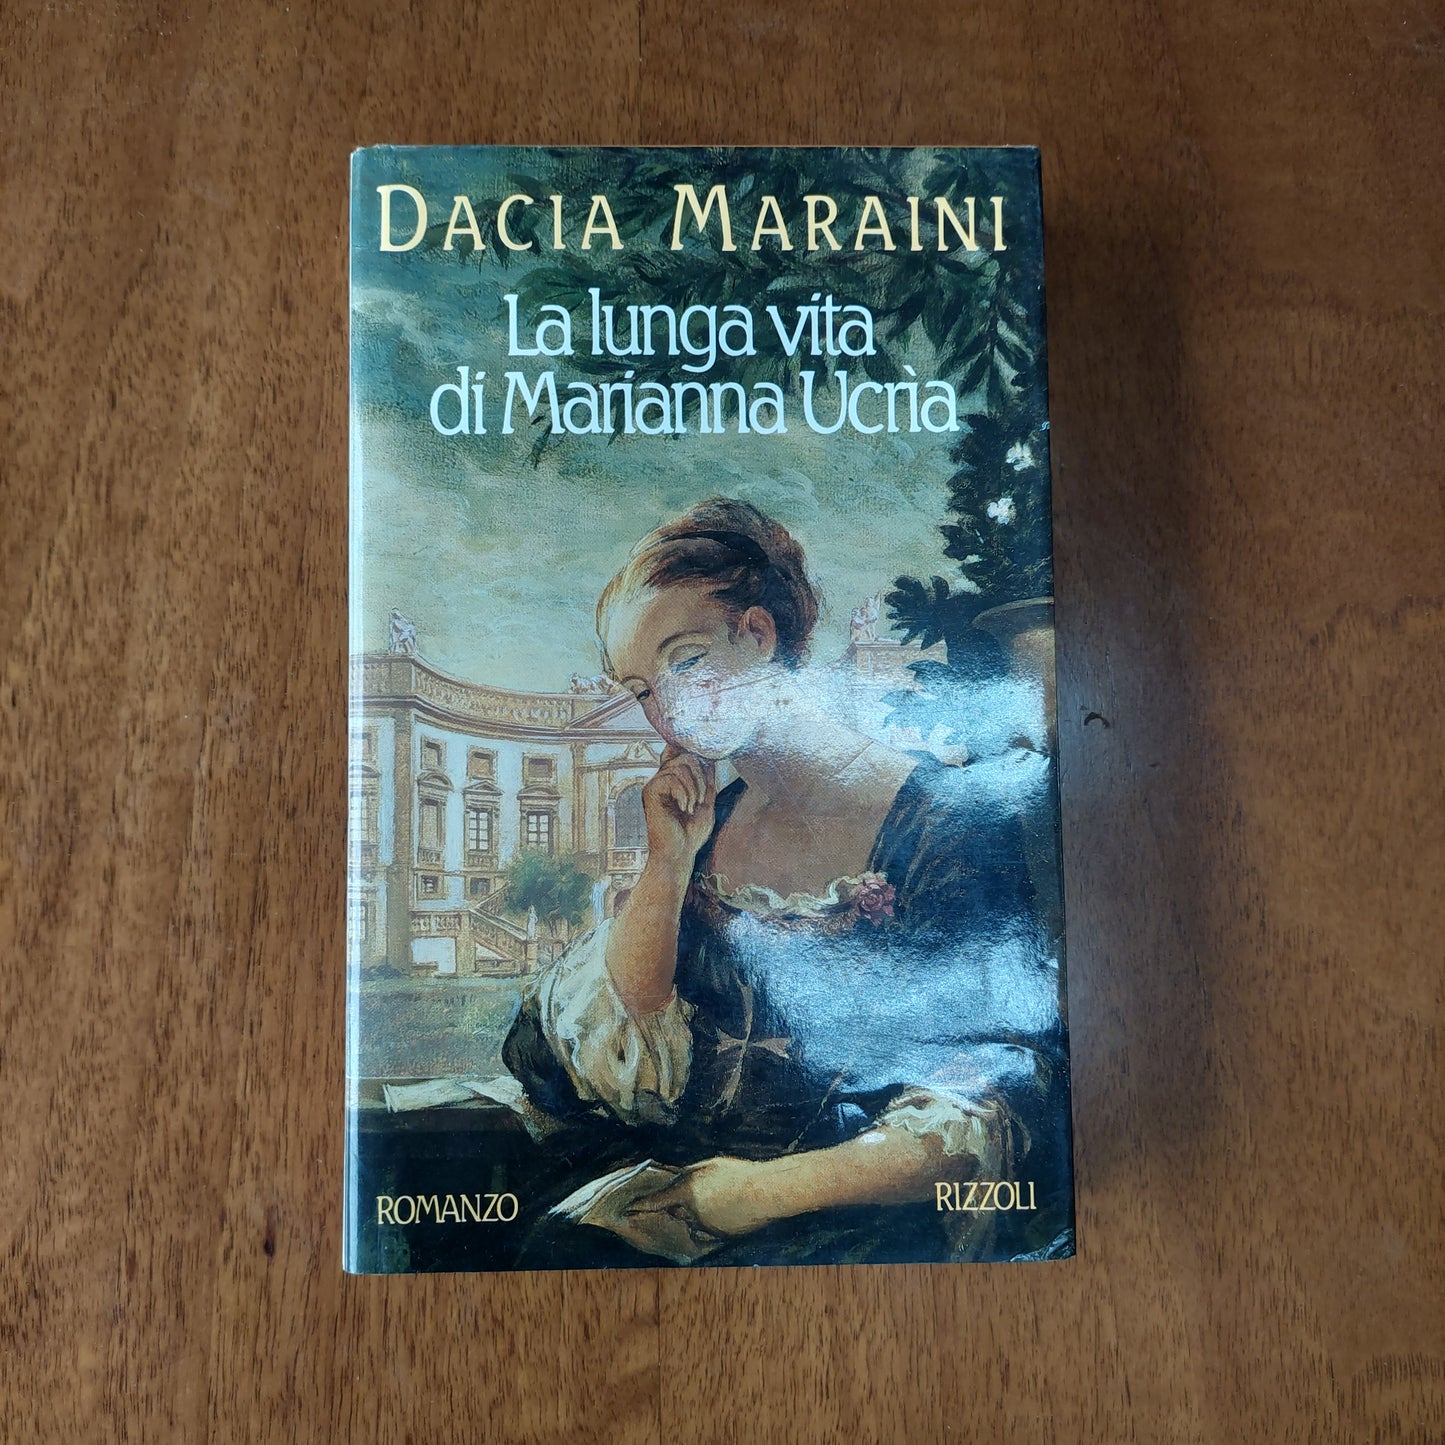 DACIA MARAINI
La lunga vita
di Marianna Ucrìa
ROMANZO
RIZZOLI